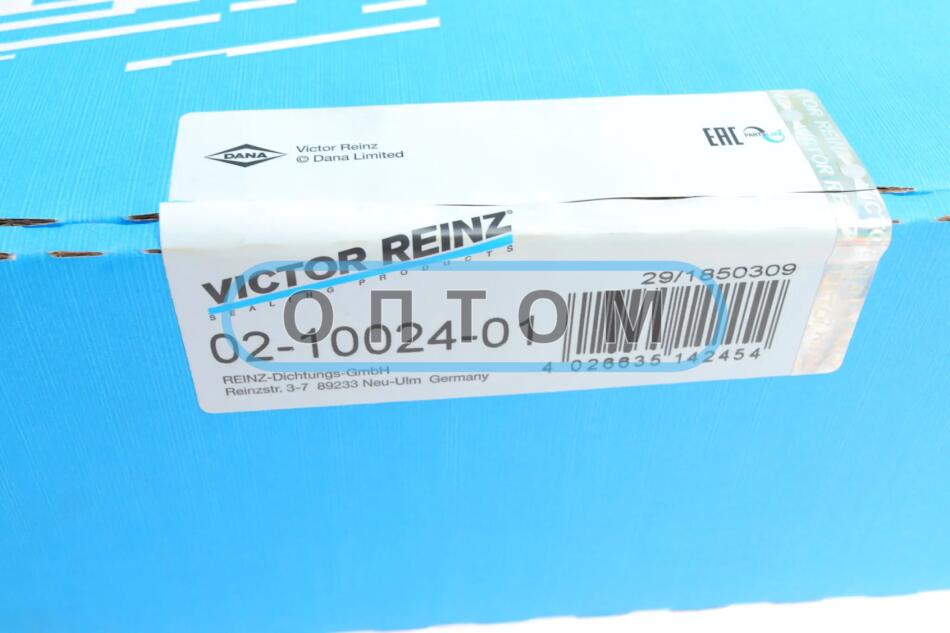 DANA
Victor Reinz
© Dana Limited
EAC
VICTOR REINZ®
SEALING PRODUCTS
29/1850309
ОПТОМ
02-10024-01
4 026635 142454
REINZ-Dichtungs-GmbH
Reinzstr. 3-7 89233 Neu-Ulm Germany